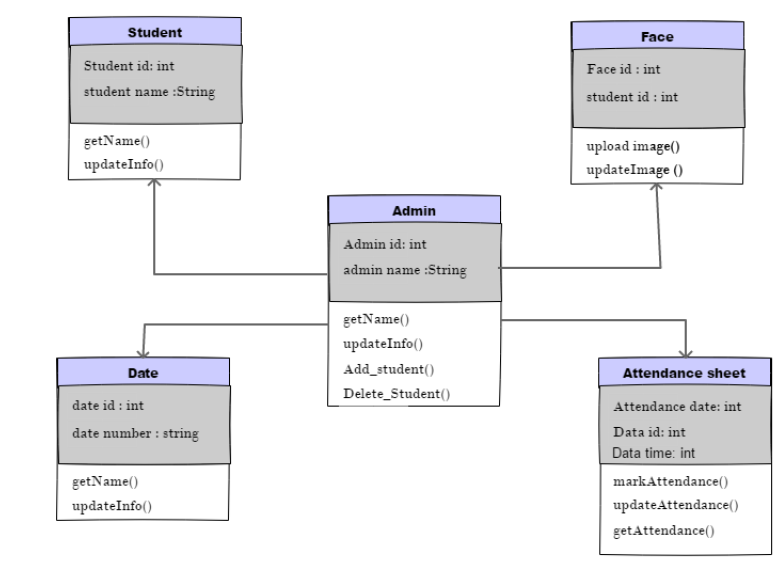 Student
Student id: int
student name :String
getName()
updateInfo()
Face
Face id : int
student id : int
upload image()
updateImage ()
Admin
Admin id: int
admin name :String
getName()
updateInfo()
Add_student()
Delete_Student()
Date
date id : int
date number : string
getName()
updateInfo()
Attendance sheet
Attendance date: int
Data id: int
Data time: int
markAttendance()
updateAttendance()
getAttendance()